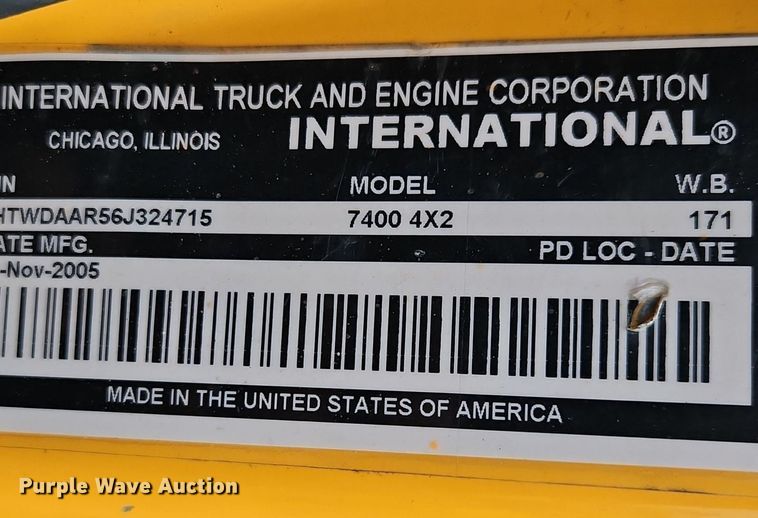 INTERNATIONAL TRUCK AND ENGINE CORPORATION
CHICAGO, ILLINOIS INTERNATIONAL®
MODEL W.B.
HTWDAAR56J324715 7400 4X2 171
ATE MFG. PD LOC - DATE
-Nov-2005
MADE IN THE UNITED STATES OF AMERICA
Purple Wave Auction